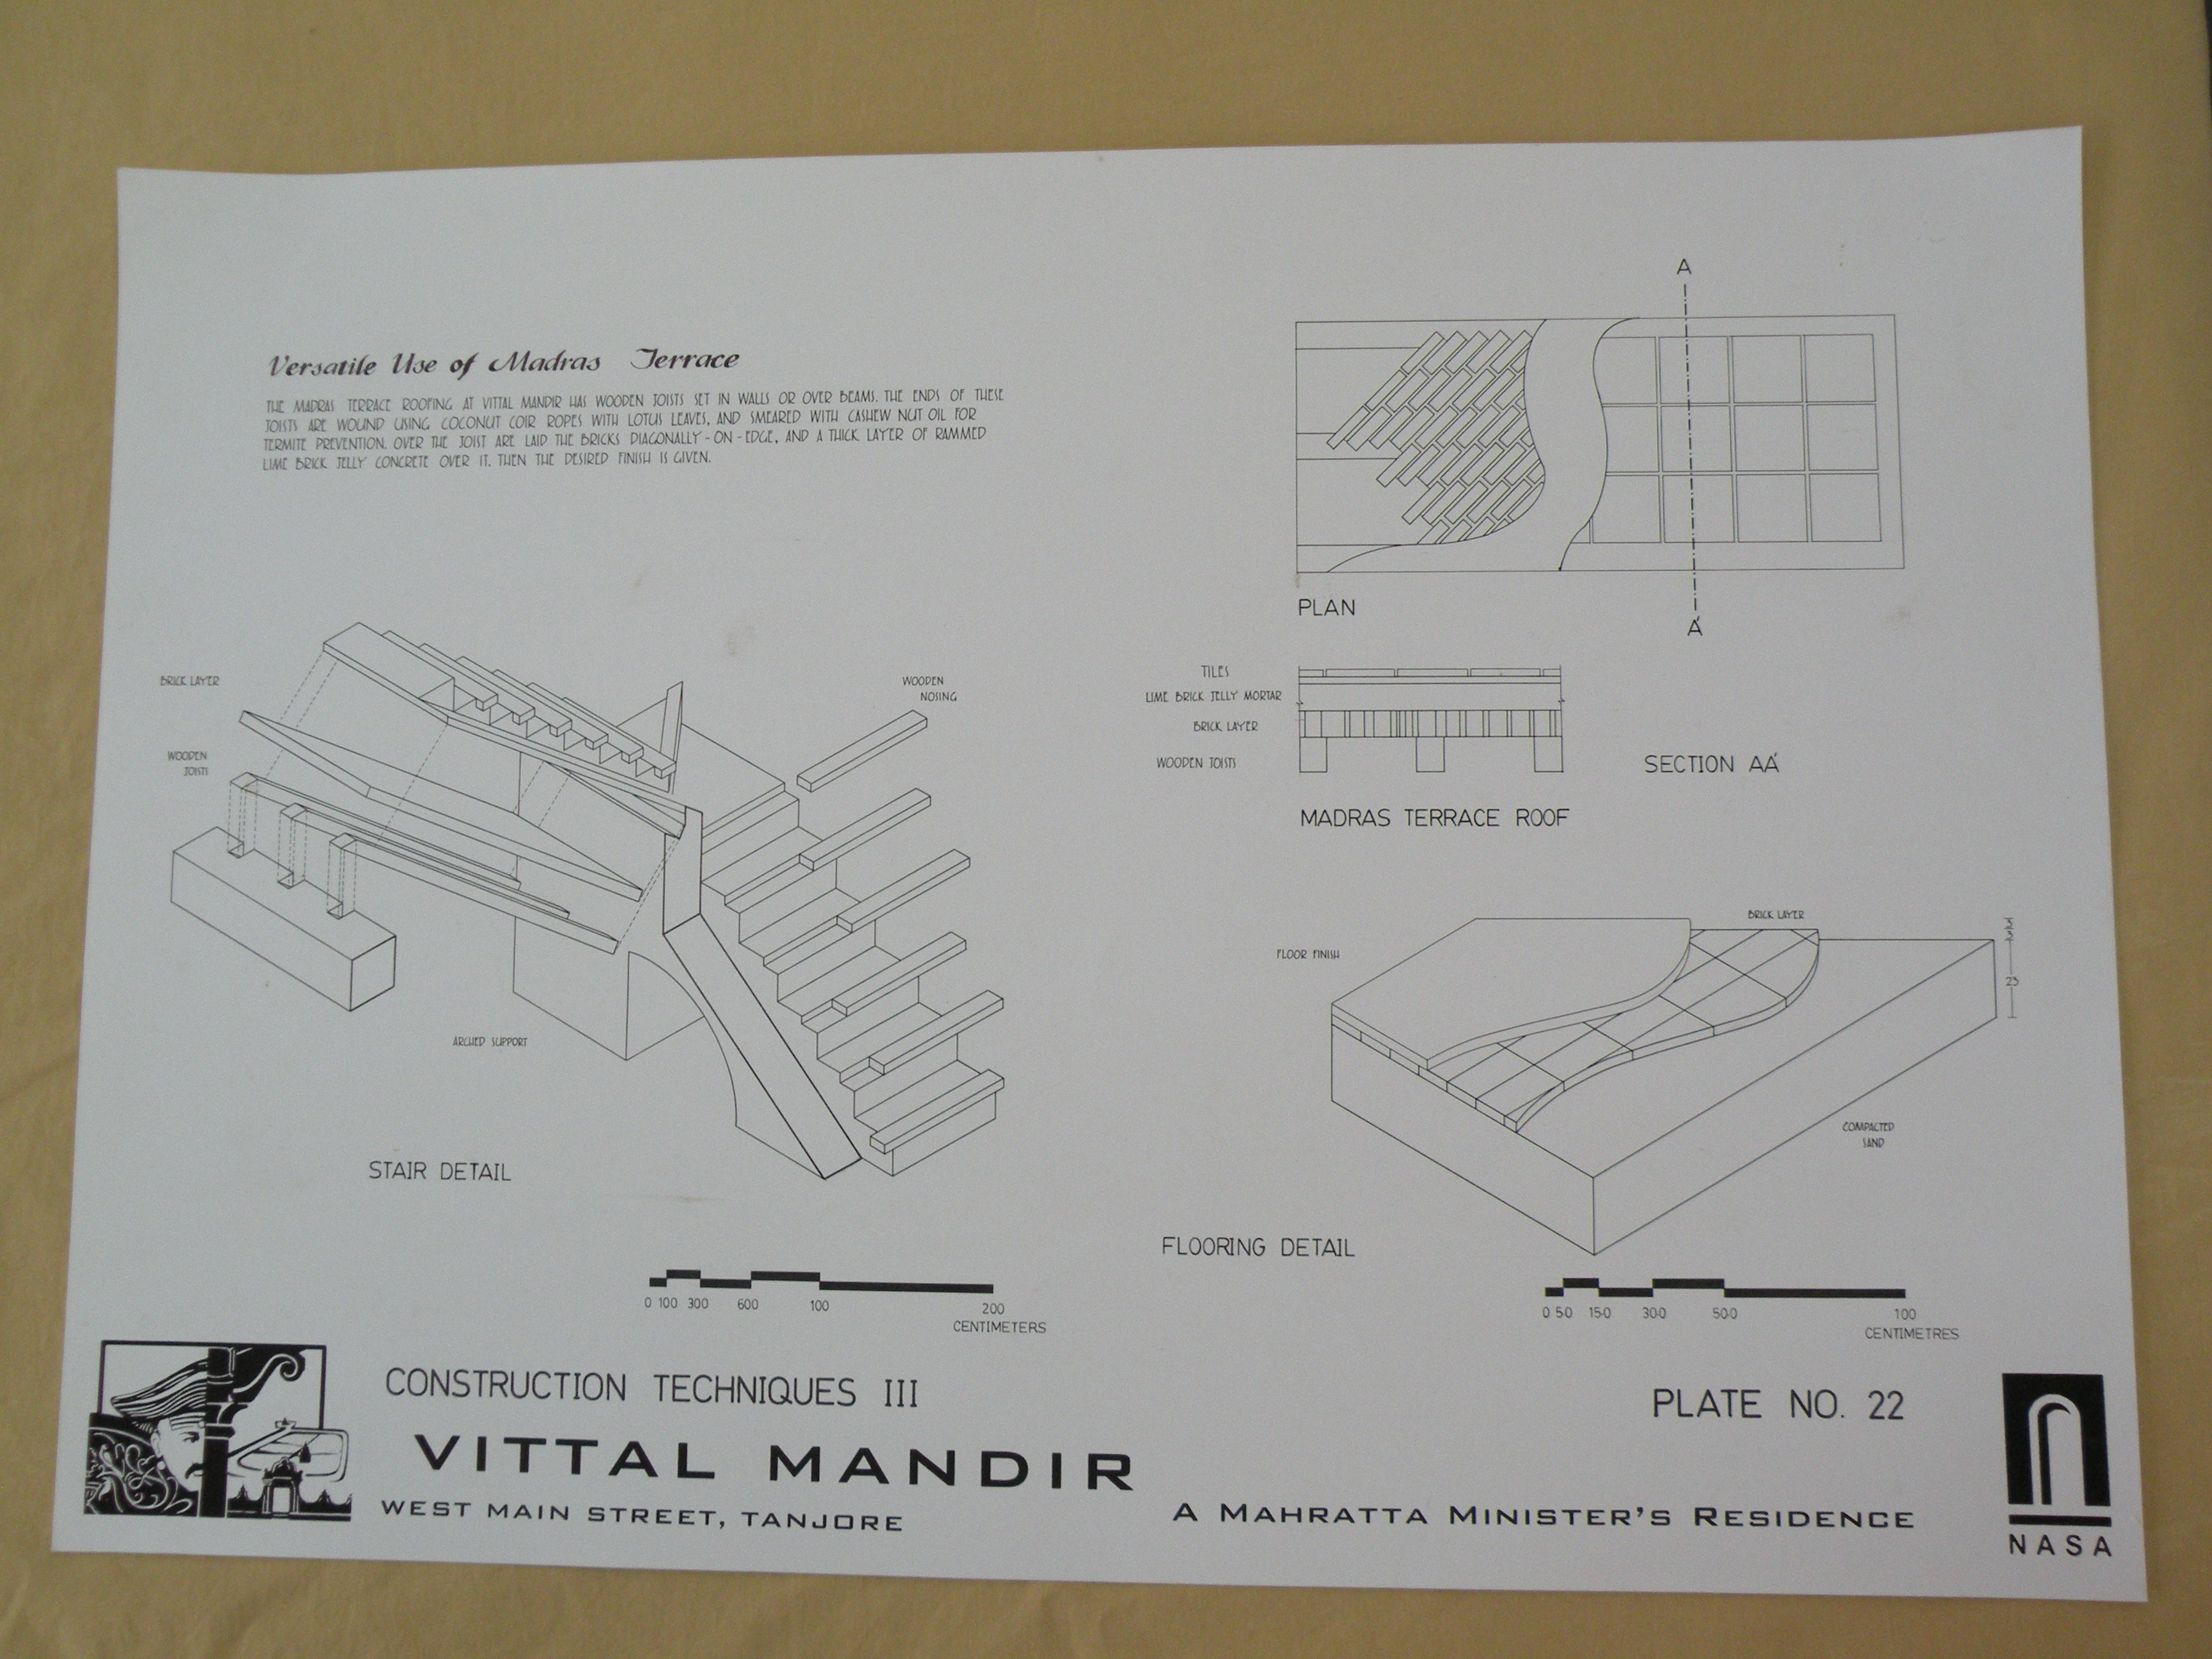 Versatile Use of Madras Terrace
THE MADRAS TERRACE ROOFING AT VITTAL MANDIR HAS WOODEN JOISTS SET IN WALLS OR OVER BEAMS. THE ENDS OF THESE
JOISTS ARE WOUND USING COCONUT COIR ROPES WITH LOTUS LEAVES, AND SMEARED WITH CASHEW NUT OIL FOR
TERMITE PREVENTION. OVER THE JOIST ARE LAID THE BRICKS DIAGONALLY-ON-EDGE, AND A THICK LAYER OF RAMMED
LIME BRICK JELLY CONCRETE OVER IT. THEN THE DESIRED FINISH IS GIVEN.
A
PLAN
A'
BRICK LAYER
WOODEN
JOISTS
WOODEN
NOSING
ARCHED SUPPORT
STAIR DETAIL
TILES
LIME BRICK JELLY MORTAR
BRICK LAYER
WOODEN JOISTS
SECTION AA'
MADRAS TERRACE ROOF
FLOOR FINISH
BRICK LAYER
23
COMPACTED
SAND
FLOORING DETAIL
0 100 300 600 100 200
CENTIMETERS
0 50 150 300 500 100
CENTIMETRES
CONSTRUCTION TECHNIQUES III
PLATE NO. 22
VITTAL MANDIR
WEST MAIN STREET, TANJORE
A MAHRATTA MINISTER'S RESIDENCE
NASA